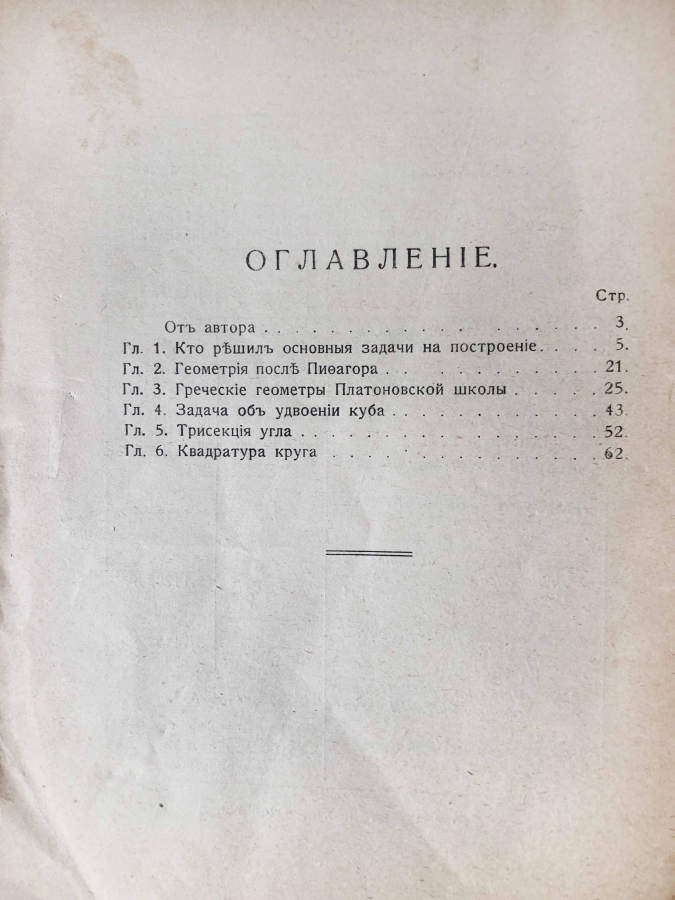 ОГЛАВЛЕНІЕ.
Стр.
Отъ автора . . . . . . . . . . . . . . . . . 3.
Гл. 1. Кто рѣшилъ основныя задачи на построеніе. . . . . 5.
Гл. 2. Геометрія послѣ Пиѳагора . . . . . . . . . . . 21.
Гл. 3. Греческіе геометры Платоновской школы . . . . . 25.
Гл. 4. Задача объ удвоеніи куба . . . . . . . . . . . 43.
Гл. 5. Трисекція угла . . . . . . . . . . . . . . . 52.
Гл. 6. Квадратура круга . . . . . . . . . . . . . . 62.